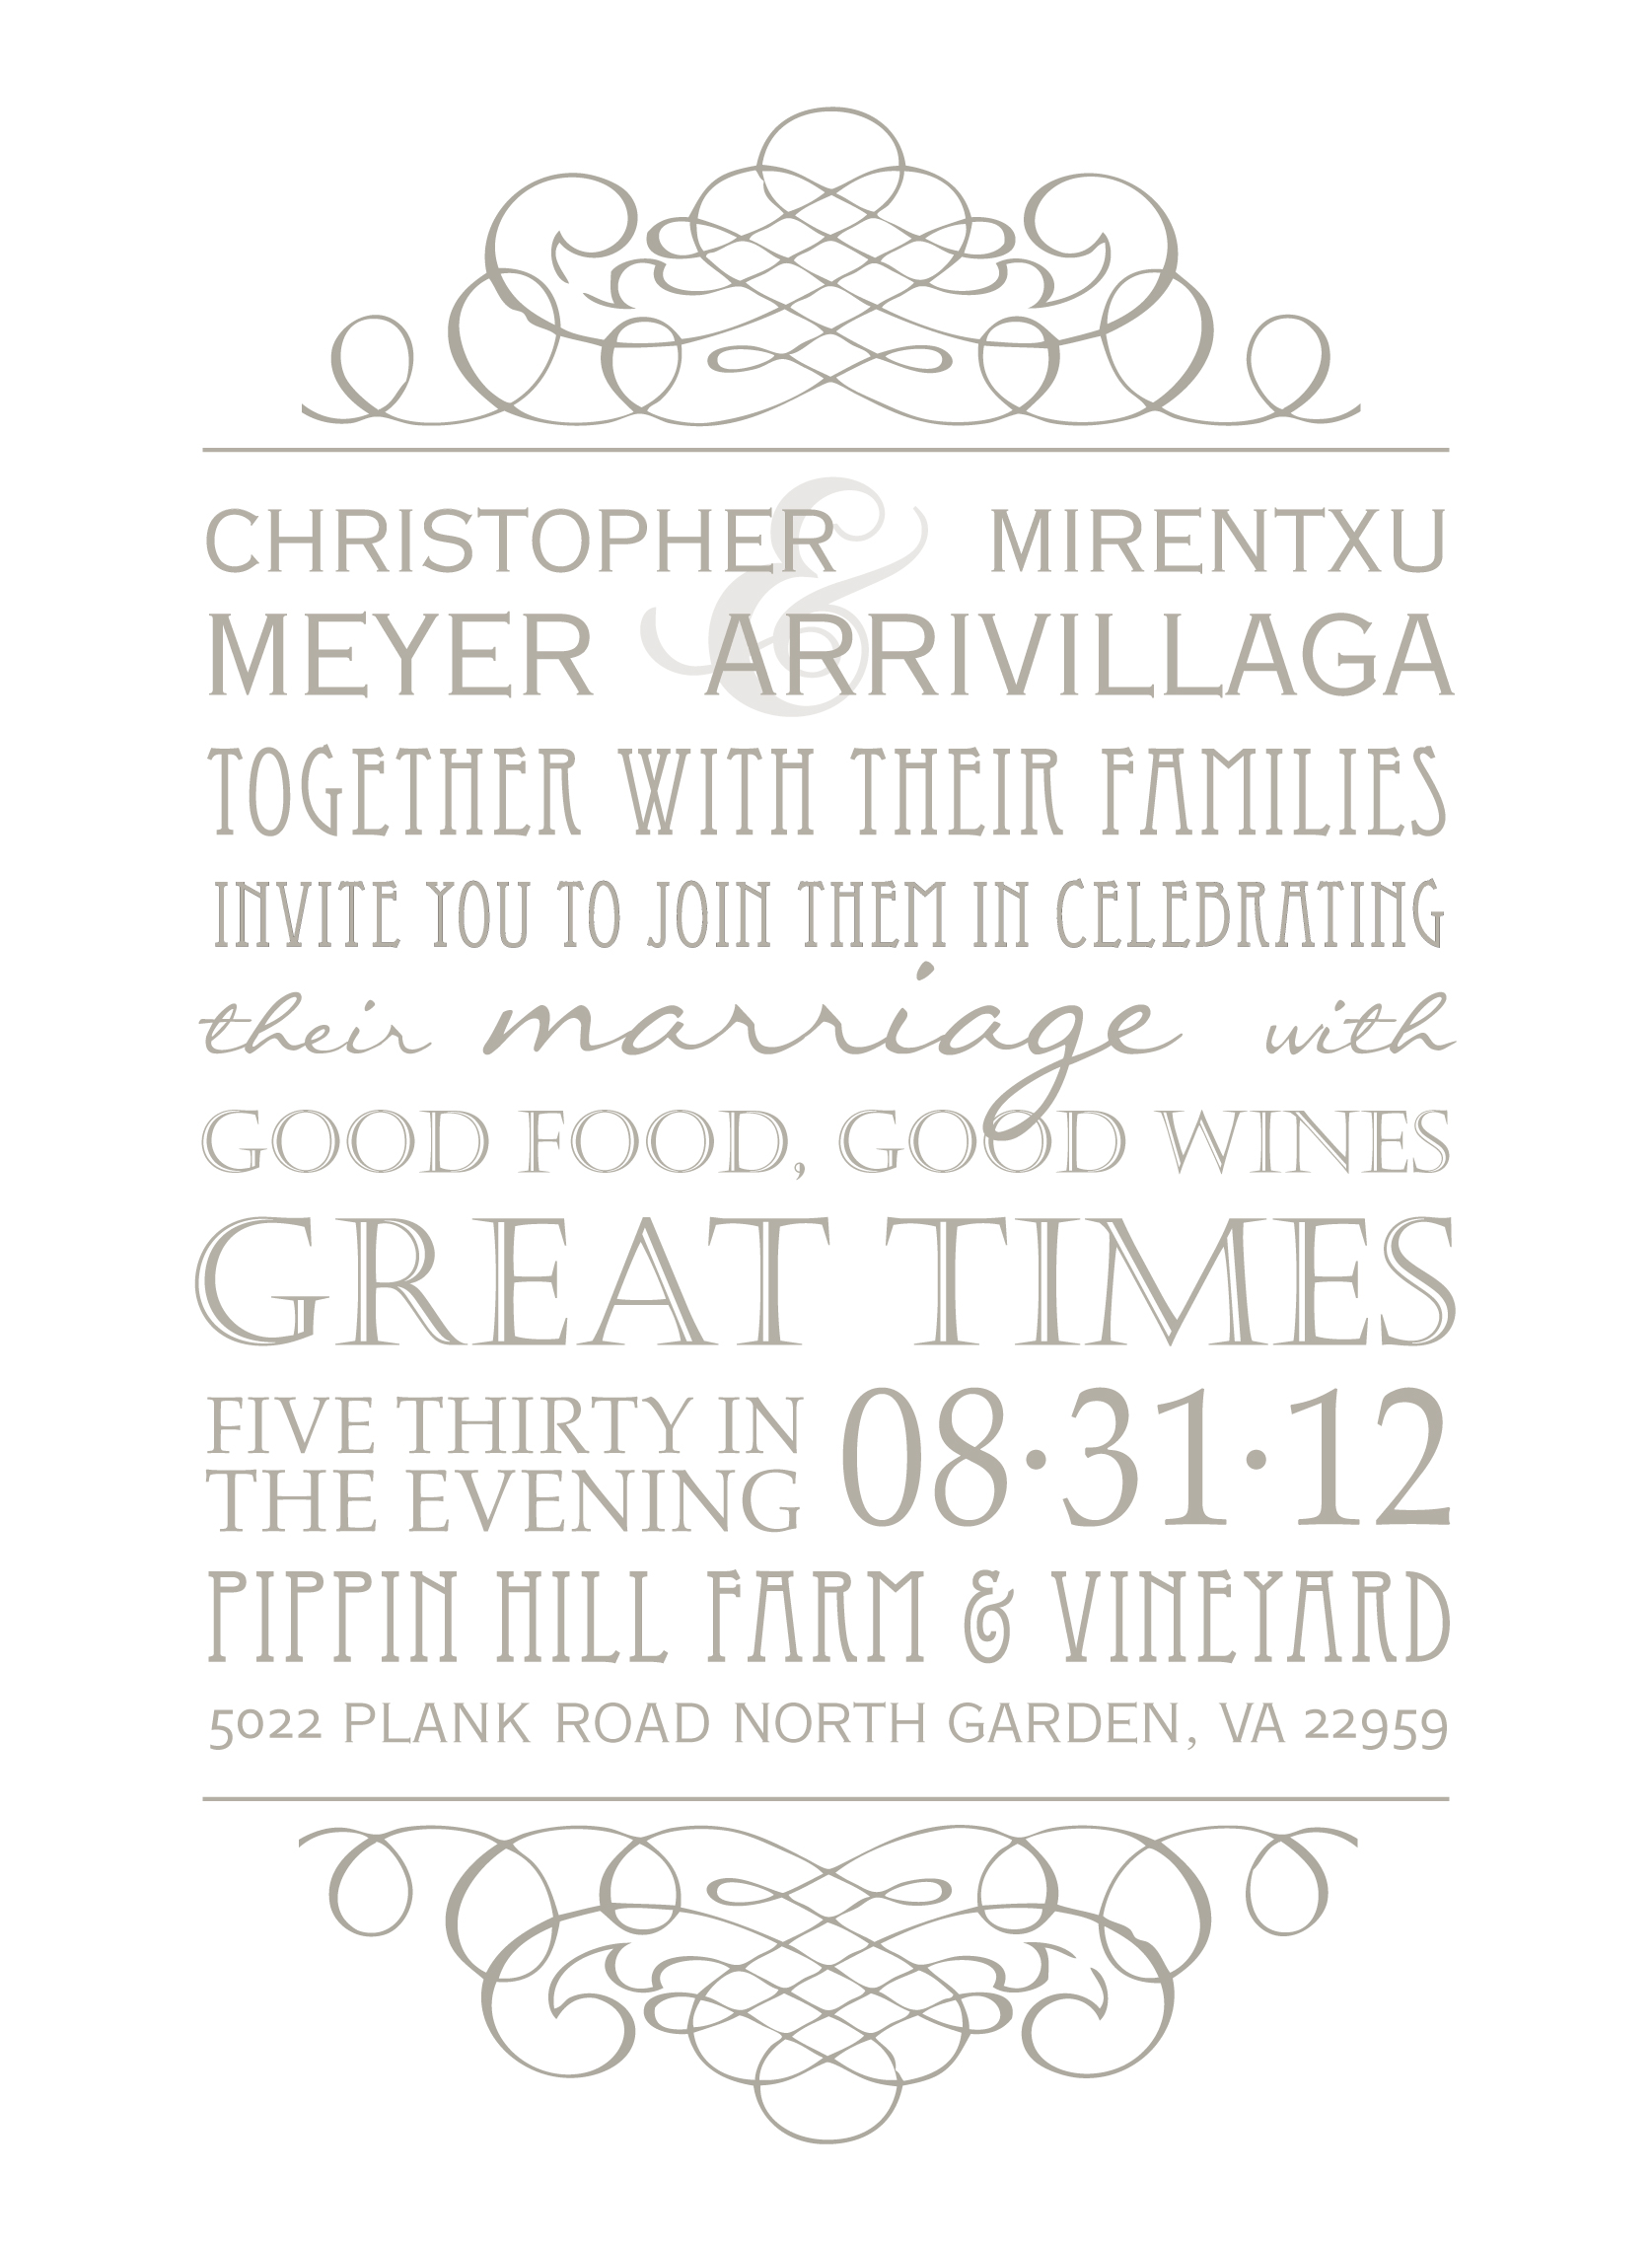 CHRISTOPHER & MIRENTXU
MEYER ARRIVILLAGA
TOGETHER WITH THEIR FAMILIES
INVITE YOU TO JOIN THEM IN CELEBRATING
their marriage with
GOOD FOOD, GOOD WINES
GREAT TIMES
FIVE THIRTY IN
THE EVENING
08·31·12
PIPPIN HILL FARM & VINEYARD
5022 PLANK ROAD NORTH GARDEN, VA 22959